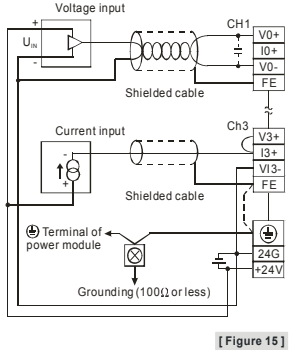 Voltage input
+
UIN
-
CH1
V0+
I0+
V0-
FE
Shielded cable
Current input
-
+
Ch3
V3+
I3+
VI3-
FE
Shielded cable
Terminal of
power module
24G
+24V
Grounding (100Ω or less)
[ Figure 15 ]